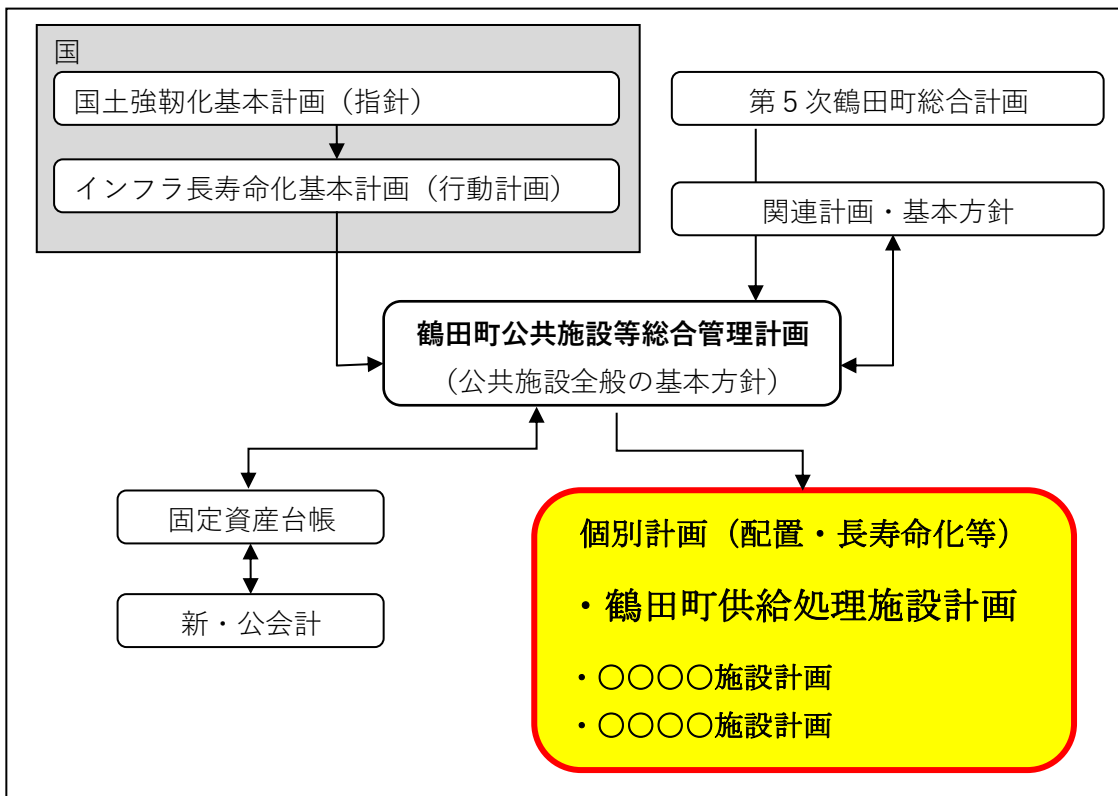 国
国土強靭化基本計画（指針）
インフラ長寿命化基本計画（行動計画）
第５次鶴田町総合計画
関連計画・基本方針
鶴田町公共施設等総合管理計画
（公共施設全般の基本方針）
固定資産台帳
新・公会計
個別計画（配置・長寿命化等）
・鶴田町供給処理施設計画
・〇〇〇〇施設計画
・〇〇〇〇施設計画